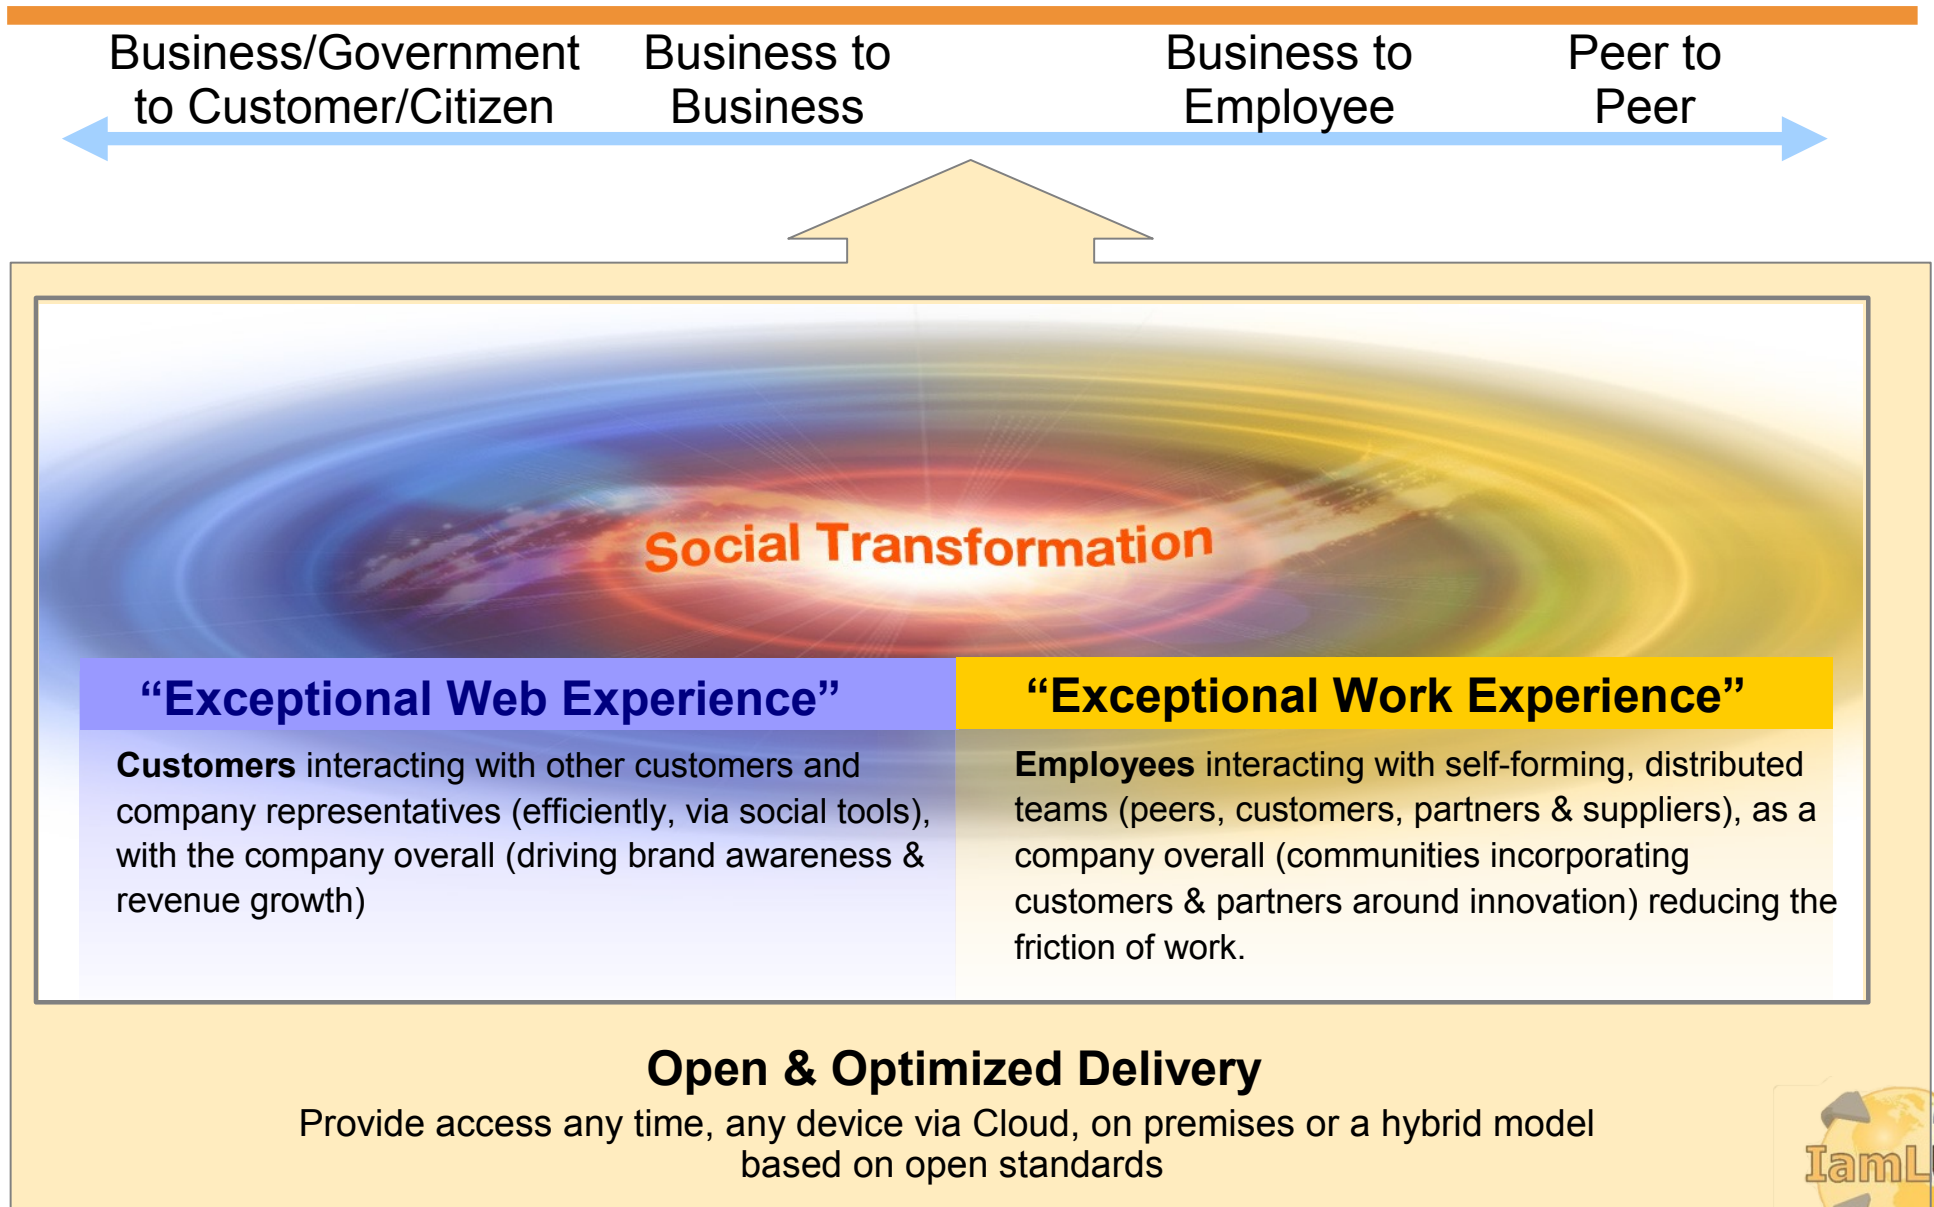 Business/Government
to Customer/Citizen
Business to
Business
Business to
Employee
Peer to
Peer
Social Transformation
“Exceptional Web Experience”
Customers interacting with other customers and
company representatives (efficiently, via social tools),
with the company overall (driving brand awareness &
revenue growth)
“Exceptional Work Experience”
Employees interacting with self-forming, distributed
teams (peers, customers, partners & suppliers), as a
company overall (communities incorporating
customers & partners around innovation) reducing the
friction of work.
Open & Optimized Delivery
Provide access any time, any device via Cloud, on premises or a hybrid model
based on open standards